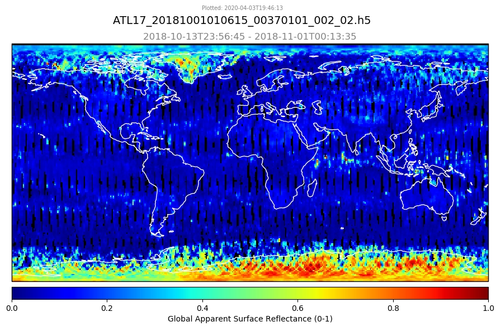 Plotted: 2020-04-03T19:46:13
ATL17_20181001010615_00370101_002_02.h5
2018-10-13T23:56:45 - 2018-11-01T00:13:35
0.0 0.2 0.4 0.6 0.8 1.0
Global Apparent Surface Reflectance (0-1)